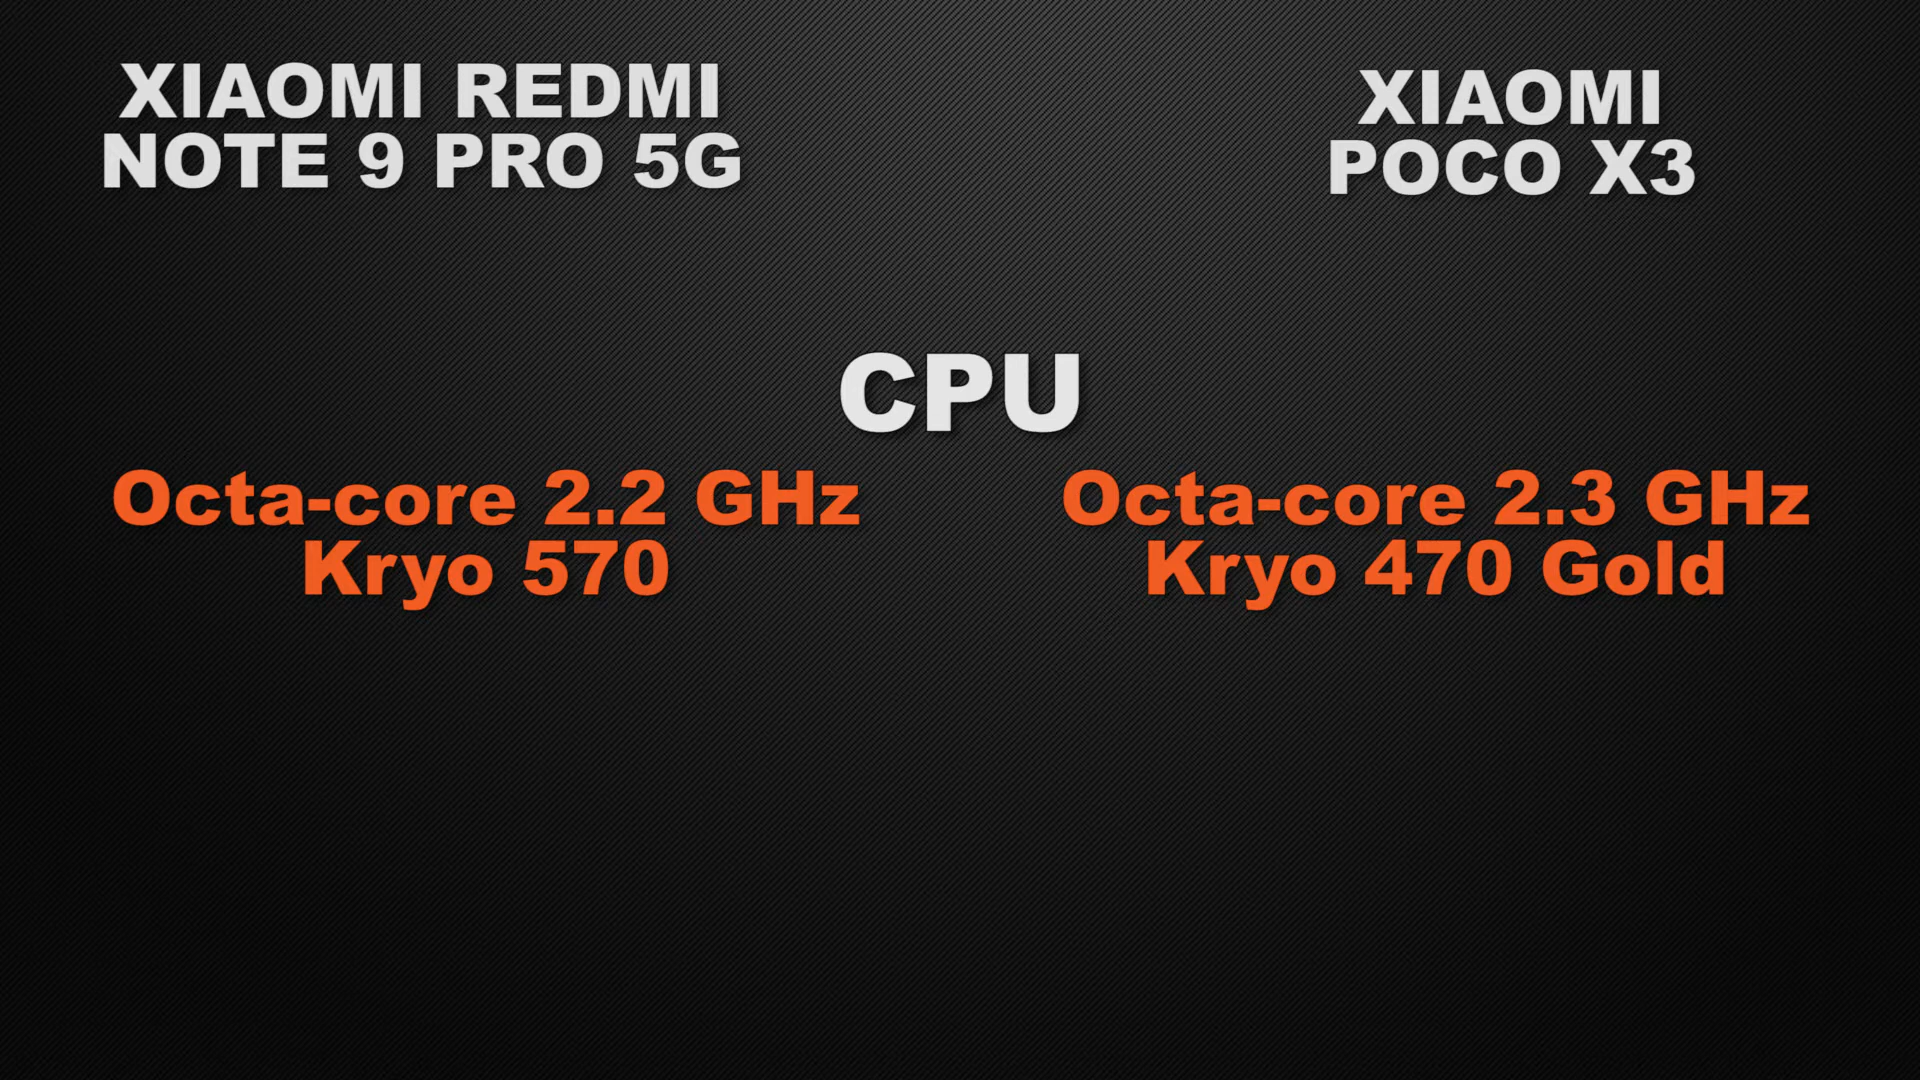 XIAOMI REDMI
NOTE 9 PRO 5G
XIAOMI
POCO X3
CPU
Octa-core 2.2 GHz
Kryo 570
Octa-core 2.3 GHz
Kryo 470 Gold